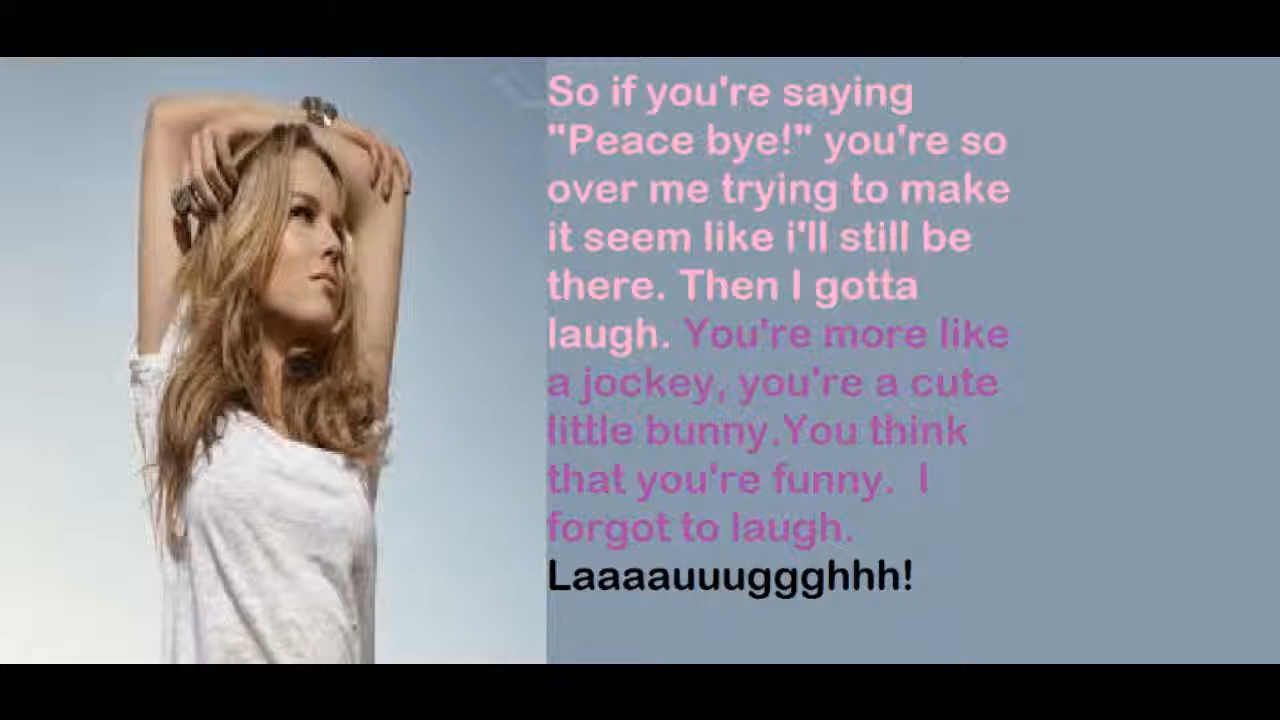 So if you're saying
"Peace bye!" you're so
over me trying to make
it seem like i'll still be
there. Then I gotta
laugh. You're more like
a jockey, you're a cute
little bunny.You think
that you're funny.  I
forgot to laugh.
Laaaauuuuggghhh!